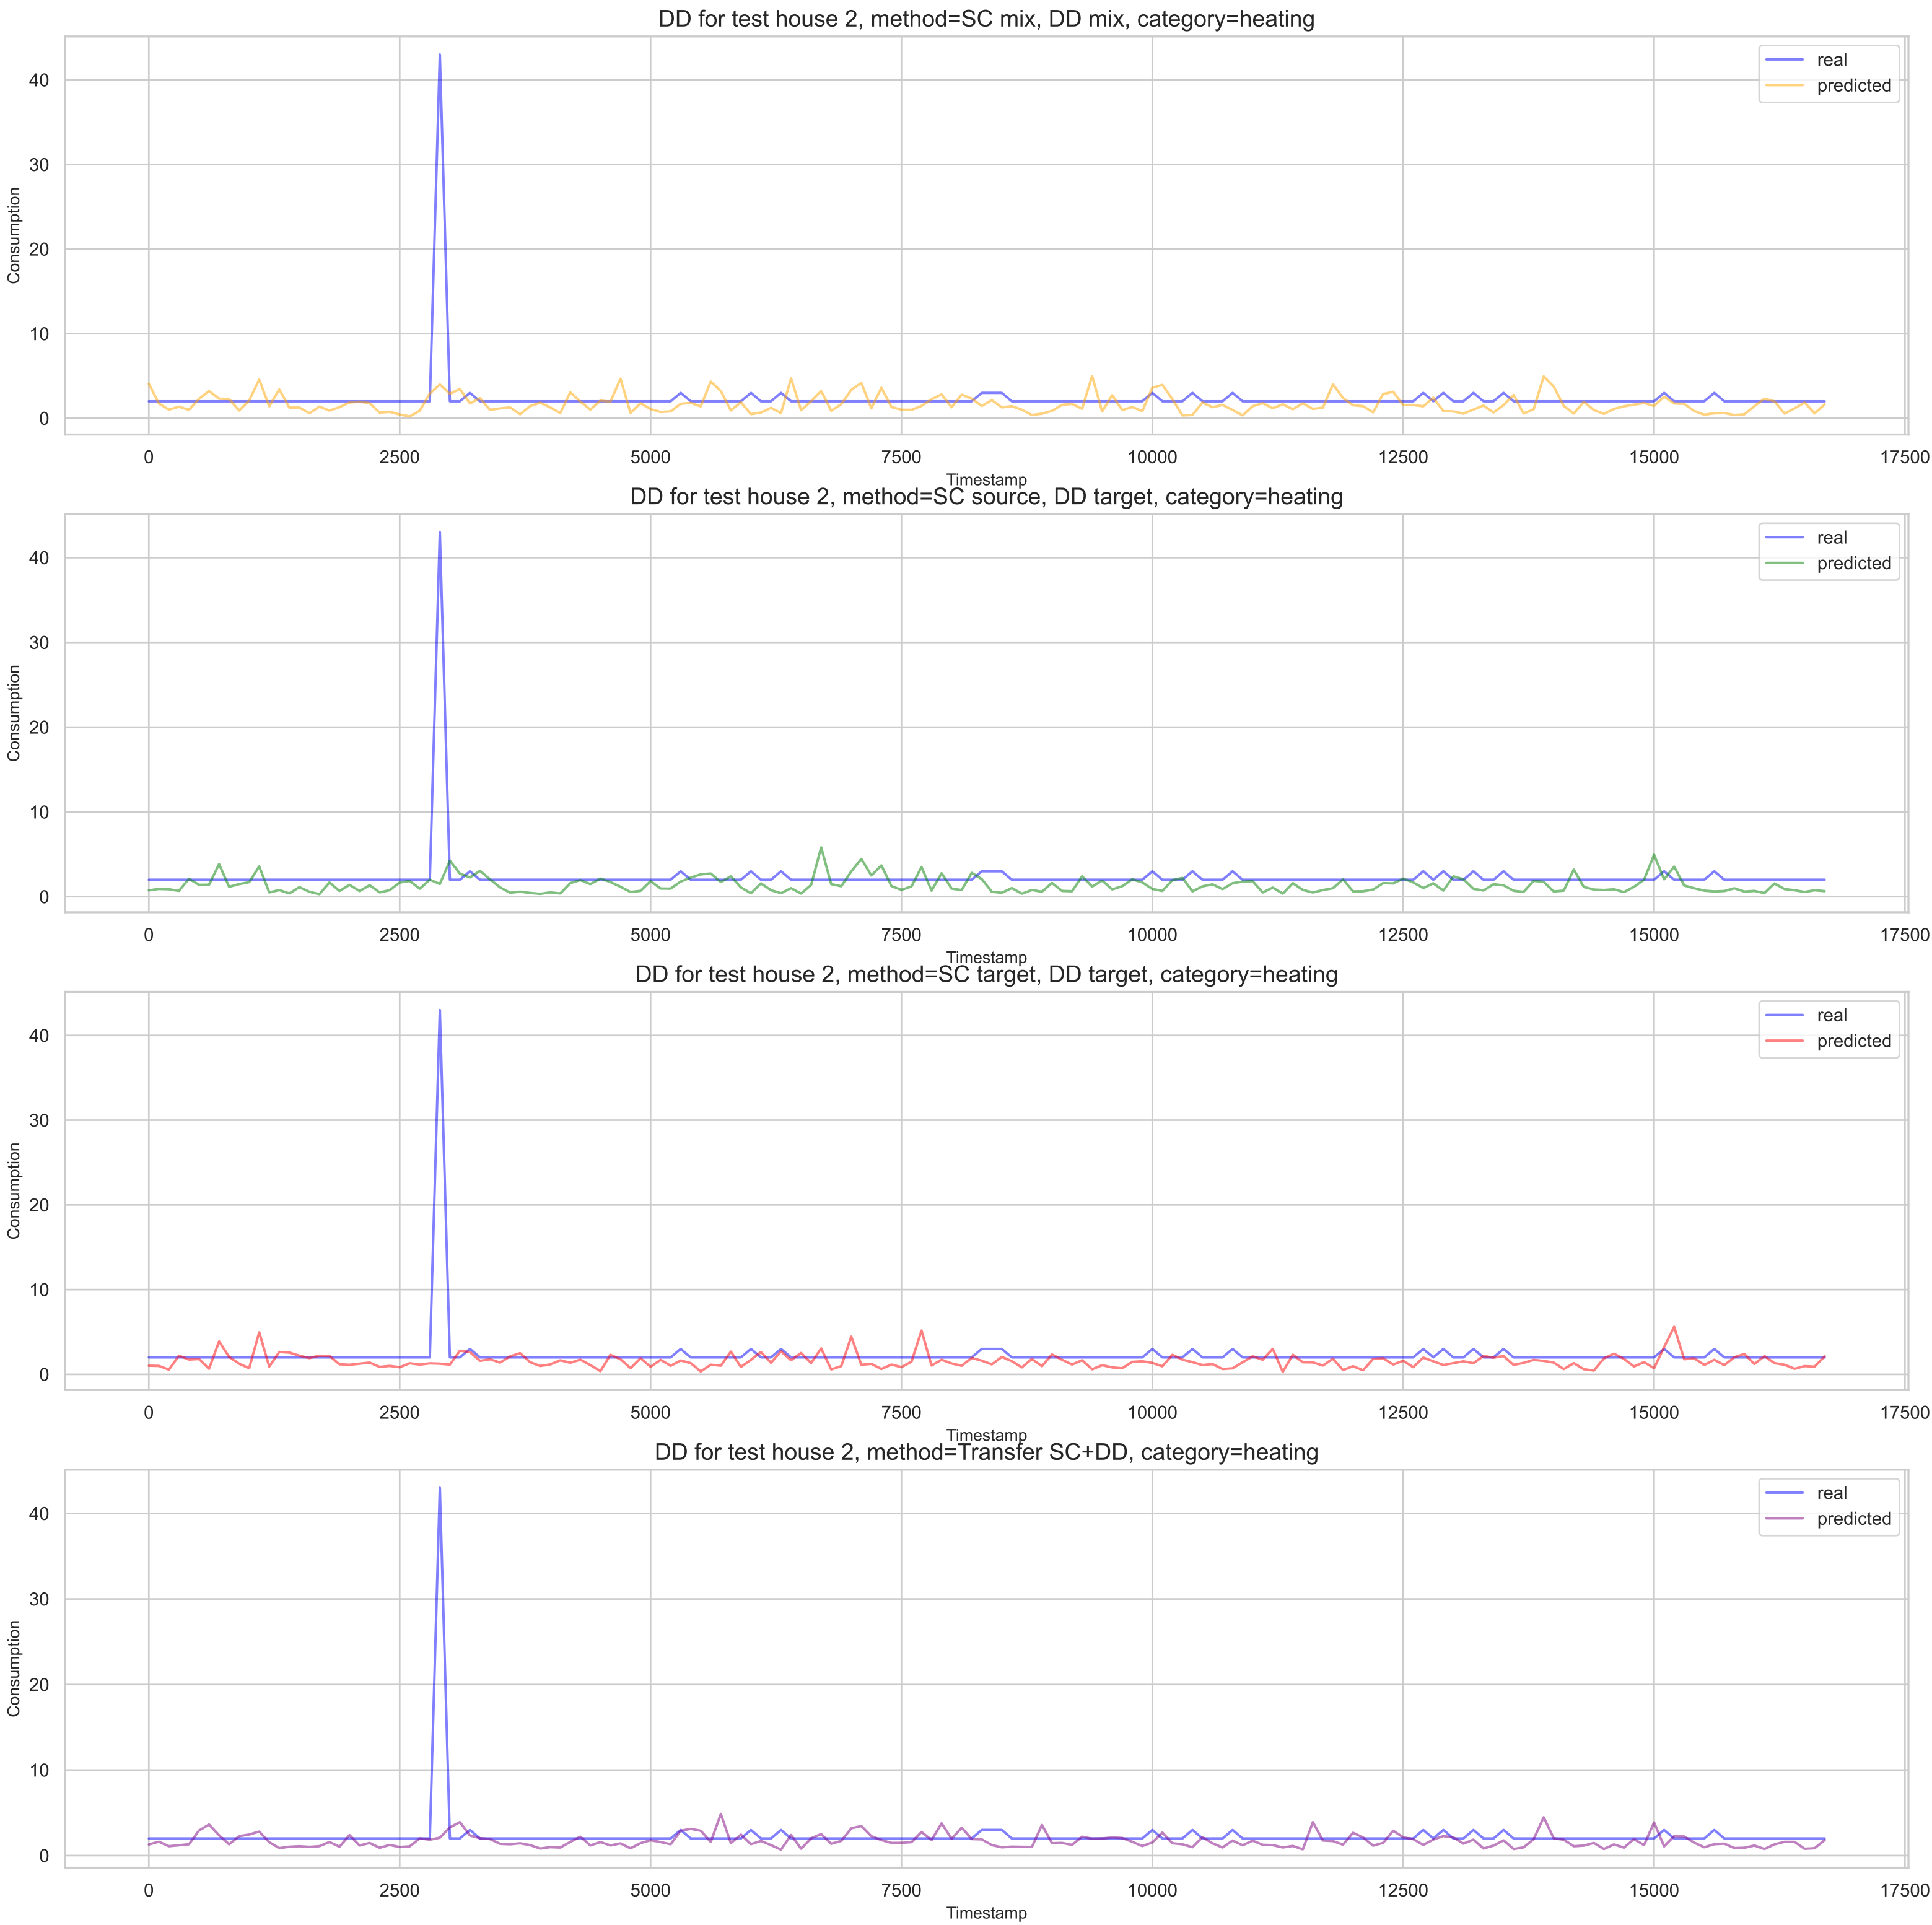 DD for test house 2, method=SC mix, DD mix, category=heating
real
predicted
Consumption
40
30
20
10
0
0 2500 5000 7500 10000 12500 15000 17500
Timestamp
DD for test house 2, method=SC source, DD target, category=heating
real
predicted
Consumption
40
30
20
10
0
0 2500 5000 7500 10000 12500 15000 17500
Timestamp
DD for test house 2, method=SC target, DD target, category=heating
real
predicted
Consumption
40
30
20
10
0
0 2500 5000 7500 10000 12500 15000 17500
Timestamp
DD for test house 2, method=Transfer SC+DD, category=heating
real
predicted
Consumption
40
30
20
10
0
0 2500 5000 7500 10000 12500 15000 17500
Timestamp